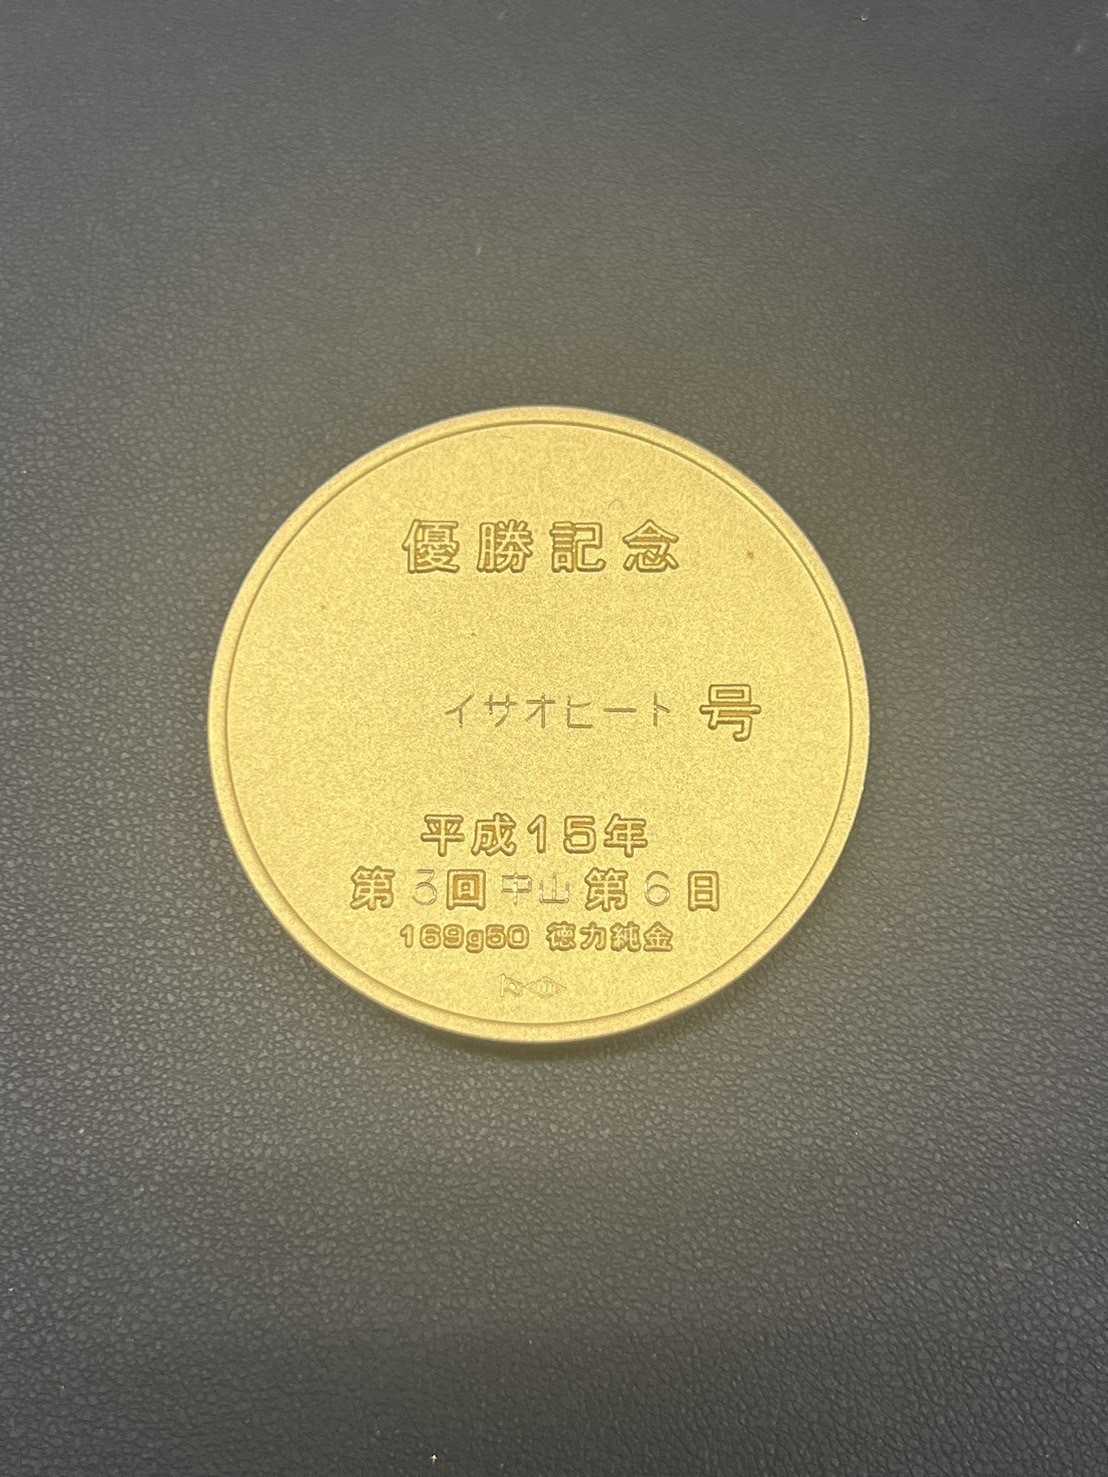 優勝記念
イサオヒート 号
平成15年
第3回中山第6日
169g50 徳力純金